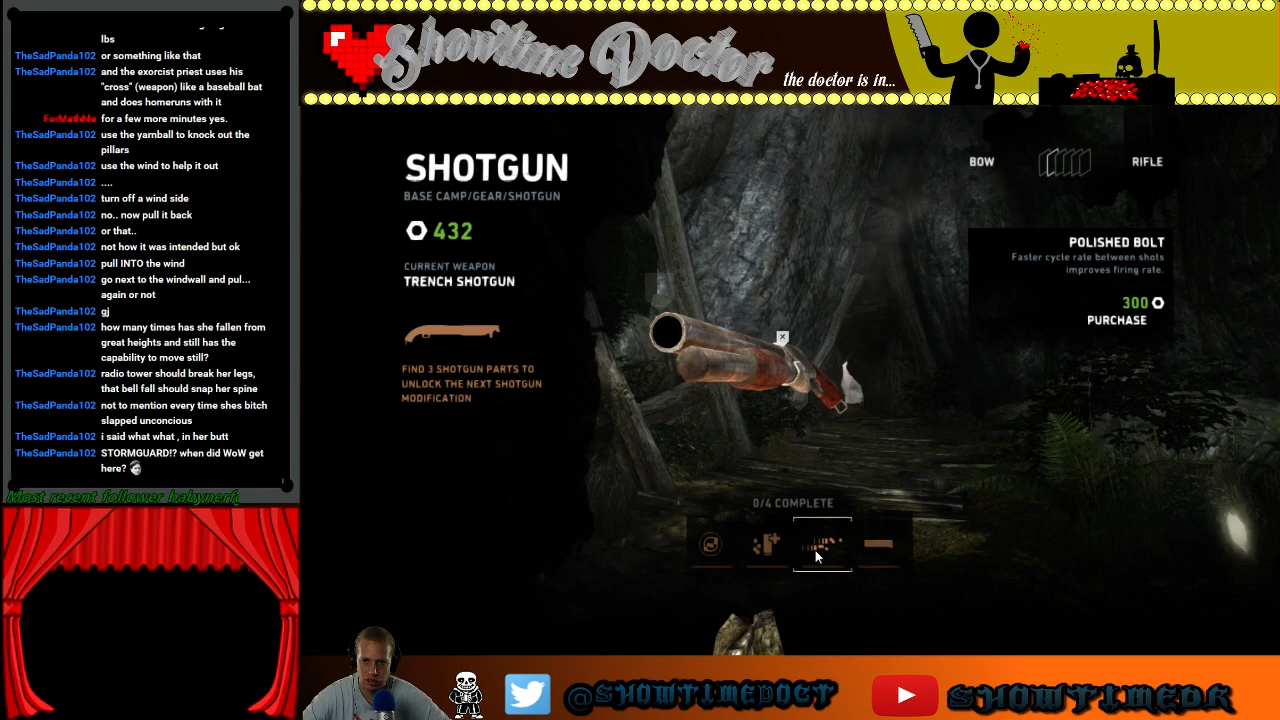 lbs
TheSadPanda102 or something like that
TheSadPanda102 and the exorcist priest uses his
"cross" (weapon) like a baseball bat
and does homeruns with it
ForMathMe for a few more minutes yes.
TheSadPanda102 use the yarnball to knock out the
pillars
TheSadPanda102 use the wind to help it out
TheSadPanda102 ....
TheSadPanda102 turn off a wind side
TheSadPanda102 no.. now pull it back
TheSadPanda102 or that..
TheSadPanda102 not how it was intended but ok
TheSadPanda102 pull INTO the wind
TheSadPanda102 go next to the windwall and pul...
again or not
TheSadPanda102 gj
TheSadPanda102 how many times has she fallen from
great heights and still has the
capability to move still?
TheSadPanda102 radio tower should break her legs,
that bell fall should snap her spine
TheSadPanda102 not to mention every time shes bitch
slapped unconcious
TheSadPanda102 i said what what , in her butt
TheSadPanda102 STORMGUARD!? when did WoW get
here?
Most recent follower
Showtime Doctor
the doctor is in...
SHOTGUN
BASE CAMP/GEAR/SHOTGUN
432
CURRENT WEAPON
TRENCH SHOTGUN
FIND 3 SHOTGUN PARTS TO
UNLOCK THE NEXT SHOTGUN
MODIFICATION
BOW
RIFLE
POLISHED BOLT
Faster cycle rate between shots
improves firing rate.
300
PURCHASE
0/4 COMPLETE
@SHOWTIMEDOCT
SHOWTIMEDR